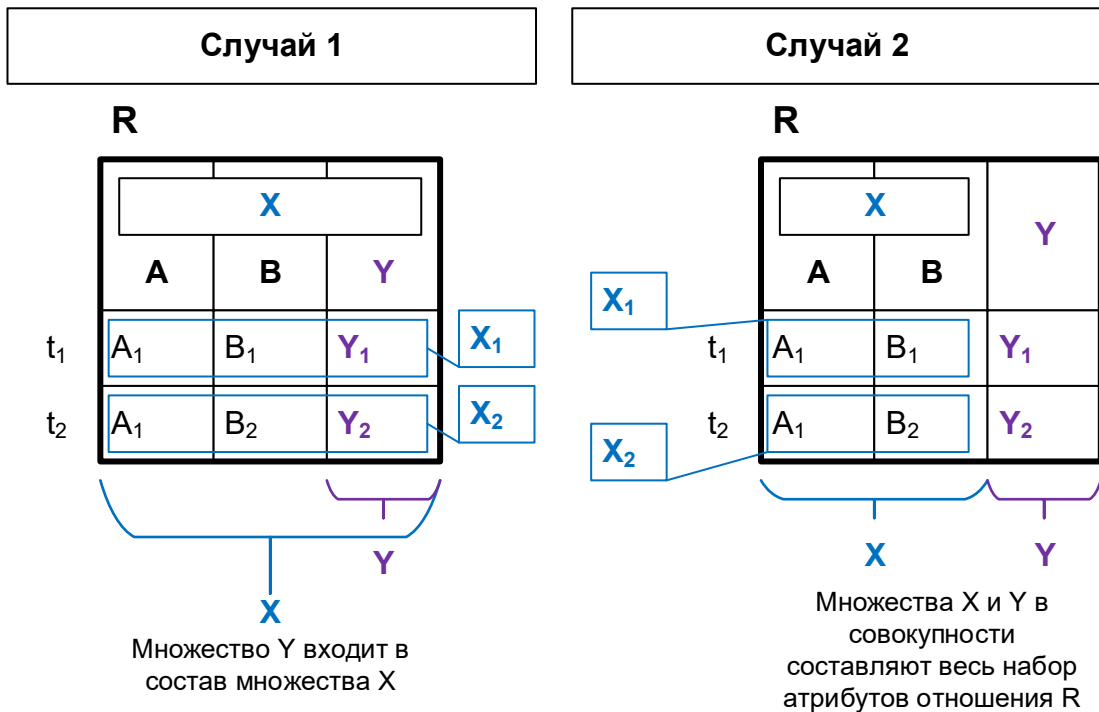 Случай 1
R
X
A B Y
t1 A1 B1 Y1 X1
t2 A1 B2 Y2 X2
Y
X
Множество Y входит в
состав множества X
Случай 2
R
X Y
A B
X1
t1 A1 B1 Y1
t2 A1 B2 Y2
X2
X Y
Множества X и Y в
совокупности
составляют весь набор
атрибутов отношения R